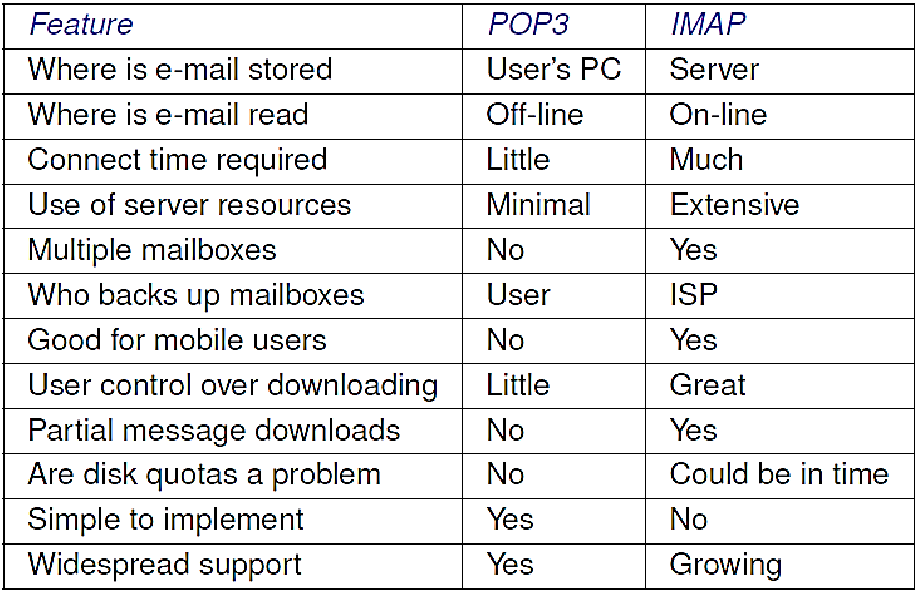 Feature POP3 IMAP
Where is e-mail stored User's PC Server
Where is e-mail read Off-line On-line
Connect time required Little Much
Use of server resources Minimal Extensive
Multiple mailboxes No Yes
Who backs up mailboxes User ISP
Good for mobile users No Yes
User control over downloading Little Great
Partial message downloads No Yes
Are disk quotas a problem No Could be in time
Simple to implement Yes No
Widespread support Yes Growing